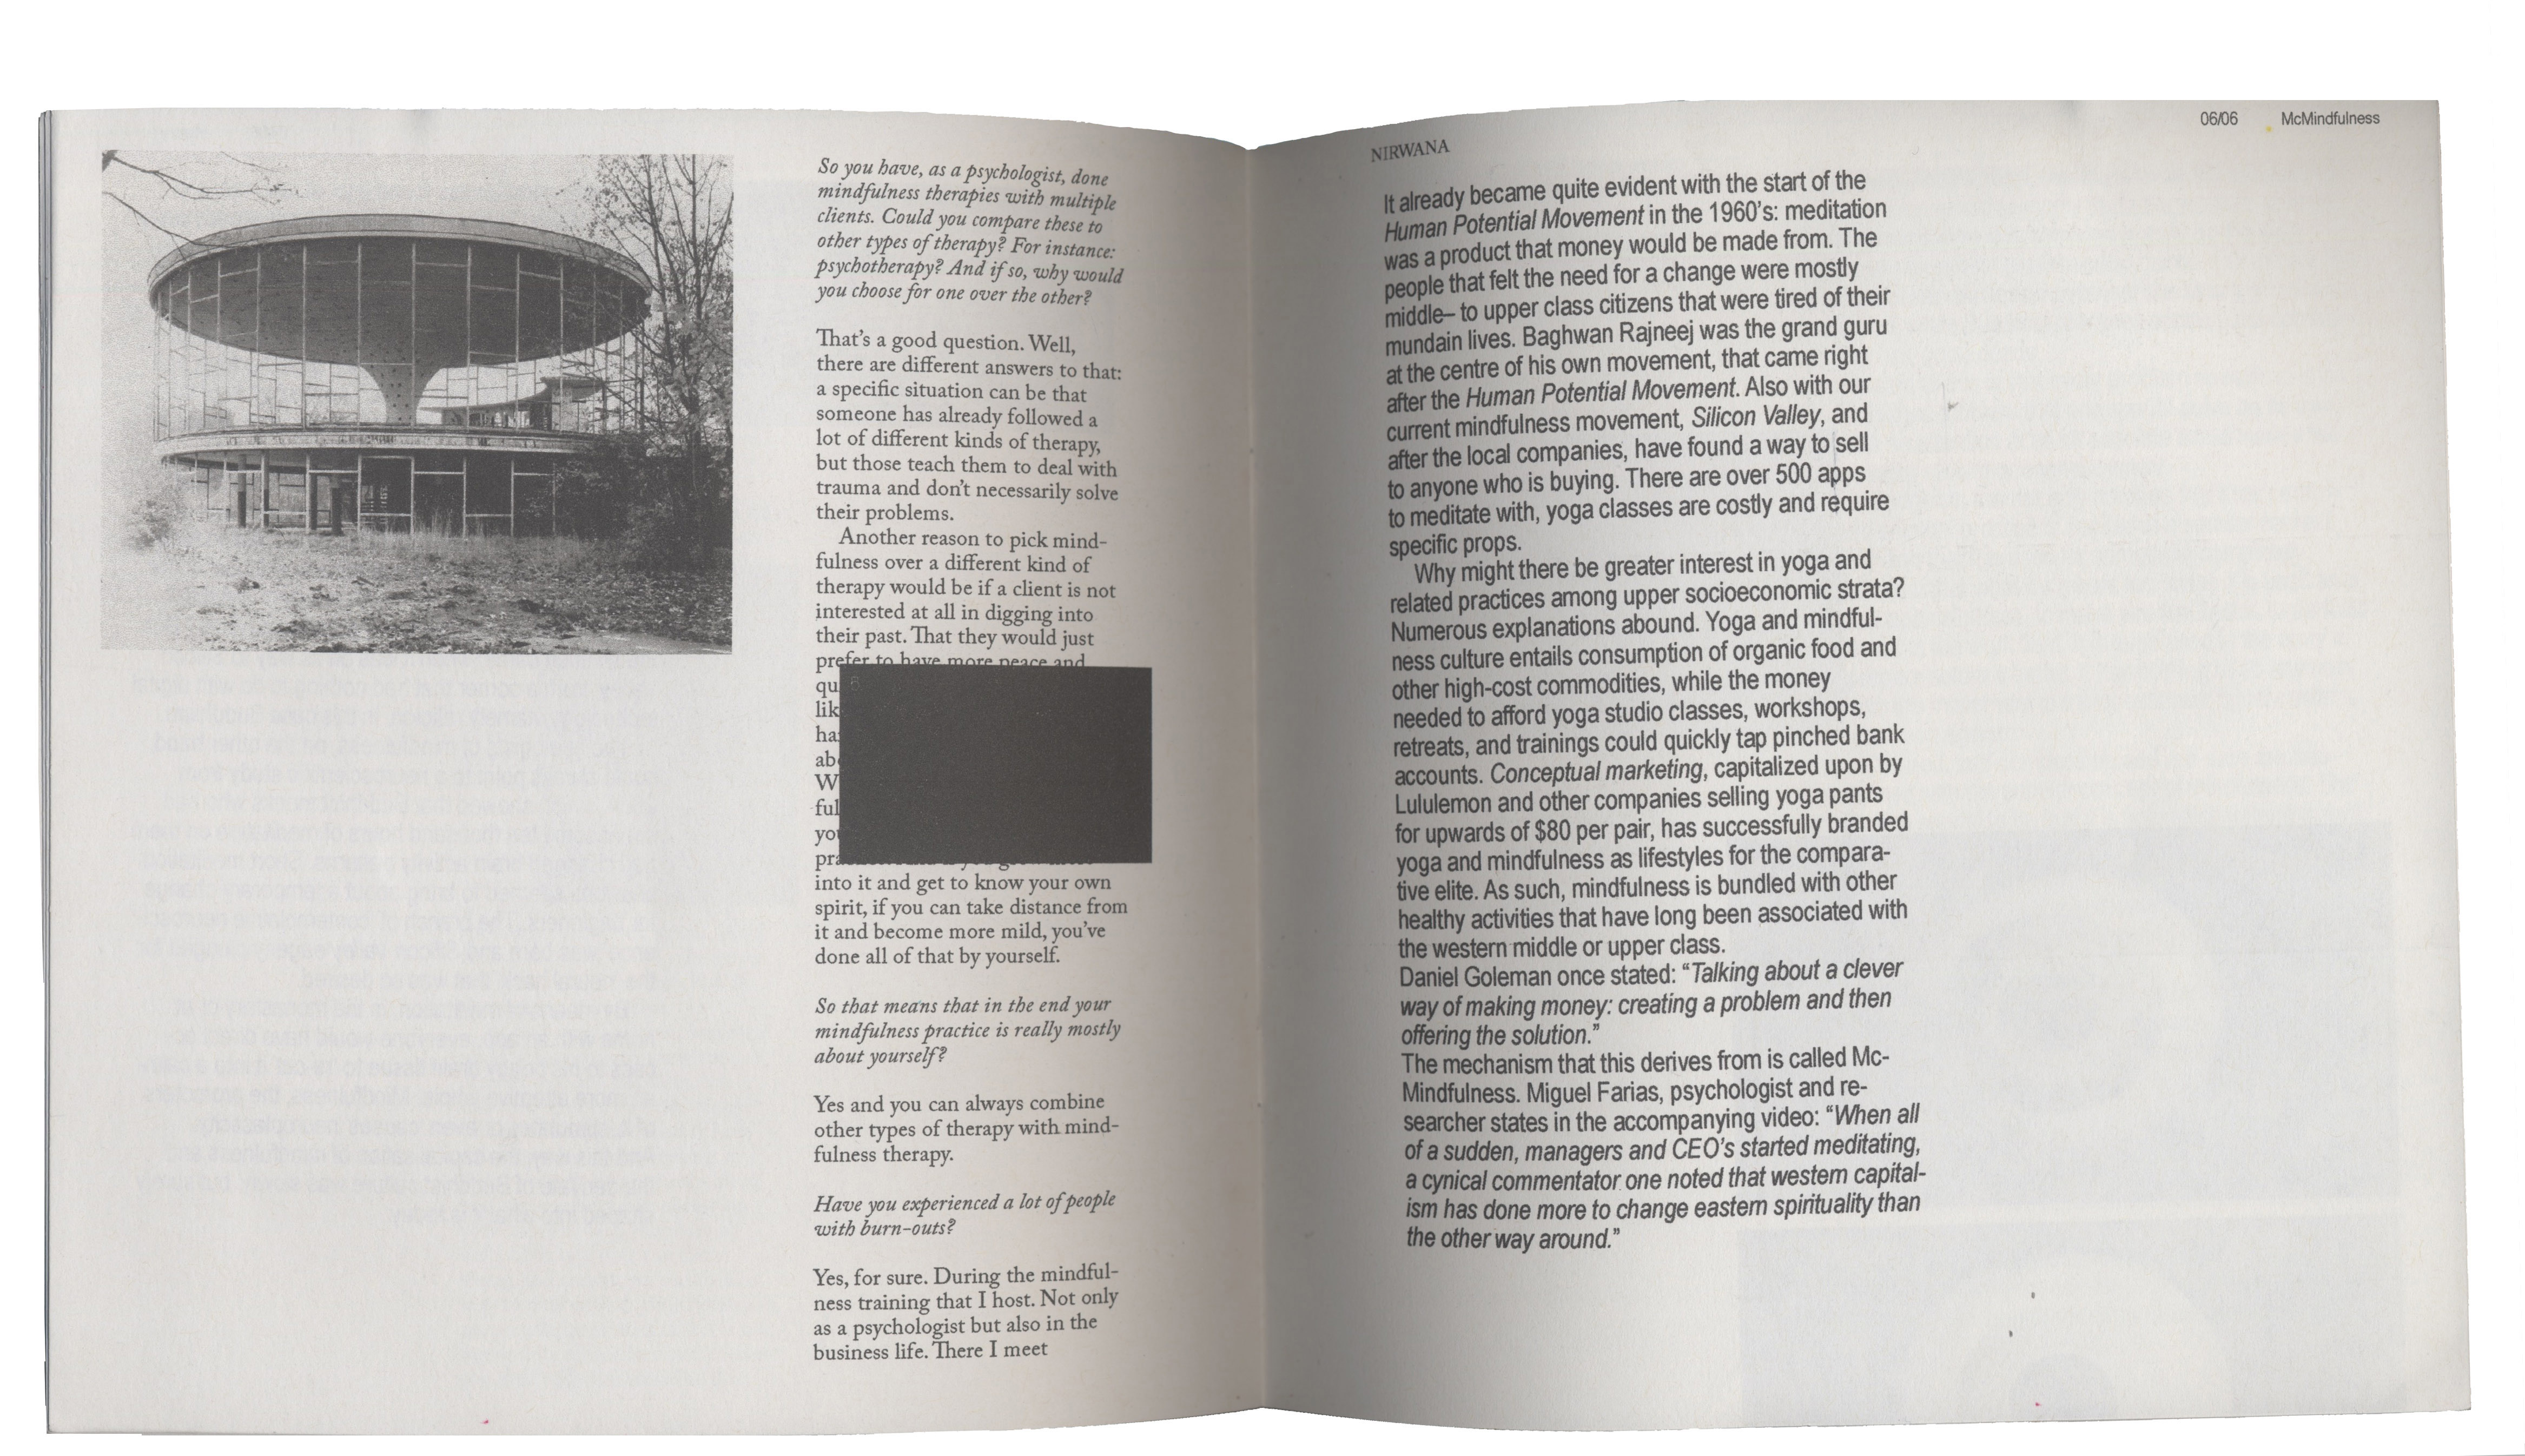 So you have, as a psychologist, done
mindfulness therapies with multiple
clients. Could you compare these to
other types of therapy? For instance:
psychotherapy? And if so, why would
you choose for one over the other?
That's a good question. Well,
there are different answers to that:
a specific situation can be that
someone has already followed a
lot of different kinds of therapy,
but those teach them to deal with
trauma and don't necessarily solve
their problems.
Another reason to pick mind-
fulness over a different kind of
therapy would be if a client is not
interested at all in digging into
their past. That they would just
prefer to have more peace and
into it and get to know your own
spirit, if you can take distance from
it and become more mild, you've
done all of that by yourself.
So that means that in the end your
mindfulness practice is really mostly
about yourself?
Yes and you can always combine
other types of therapy with mind-
fulness therapy.
Have you experienced a lot of people
with burn-outs?
Yes, for sure. During the mindful-
ness training that I host. Not only
as a psychologist but also in the
business life. There I meet
NIRWANA
06/06 McMindfulness
It already became quite evident with the start of the
Human Potential Movement in the 1960's: meditation
was a product that money would be made from. The
people that felt the need for a change were mostly
middle– to upper class citizens that were tired of their
mundain lives. Baghwan Rajneej was the grand guru
at the centre of his own movement, that came right
after the Human Potential Movement. Also with our
current mindfulness movement, Silicon Valley, and
after the local companies, have found a way to sell
to anyone who is buying. There are over 500 apps
to meditate with, yoga classes are costly and require
specific props.
Why might there be greater interest in yoga and
related practices among upper socioeconomic strata?
Numerous explanations abound. Yoga and mindful-
ness culture entails consumption of organic food and
other high-cost commodities, while the money
needed to afford yoga studio classes, workshops,
retreats, and trainings could quickly tap pinched bank
accounts. Conceptual marketing, capitalized upon by
Lululemon and other companies selling yoga pants
for upwards of $80 per pair, has successfully branded
yoga and mindfulness as lifestyles for the compara-
tive elite. As such, mindfulness is bundled with other
healthy activities that have long been associated with
the western middle or upper class.
Daniel Goleman once stated: “Talking about a clever
way of making money: creating a problem and then
offering the solution.”
The mechanism that this derives from is called Mc-
Mindfulness. Miguel Farias, psychologist and re-
searcher states in the accompanying video: “When all
of a sudden, managers and CEO's started meditating,
a cynical commentator one noted that western capital-
ism has done more to change eastern spirituality than
the other way around.”